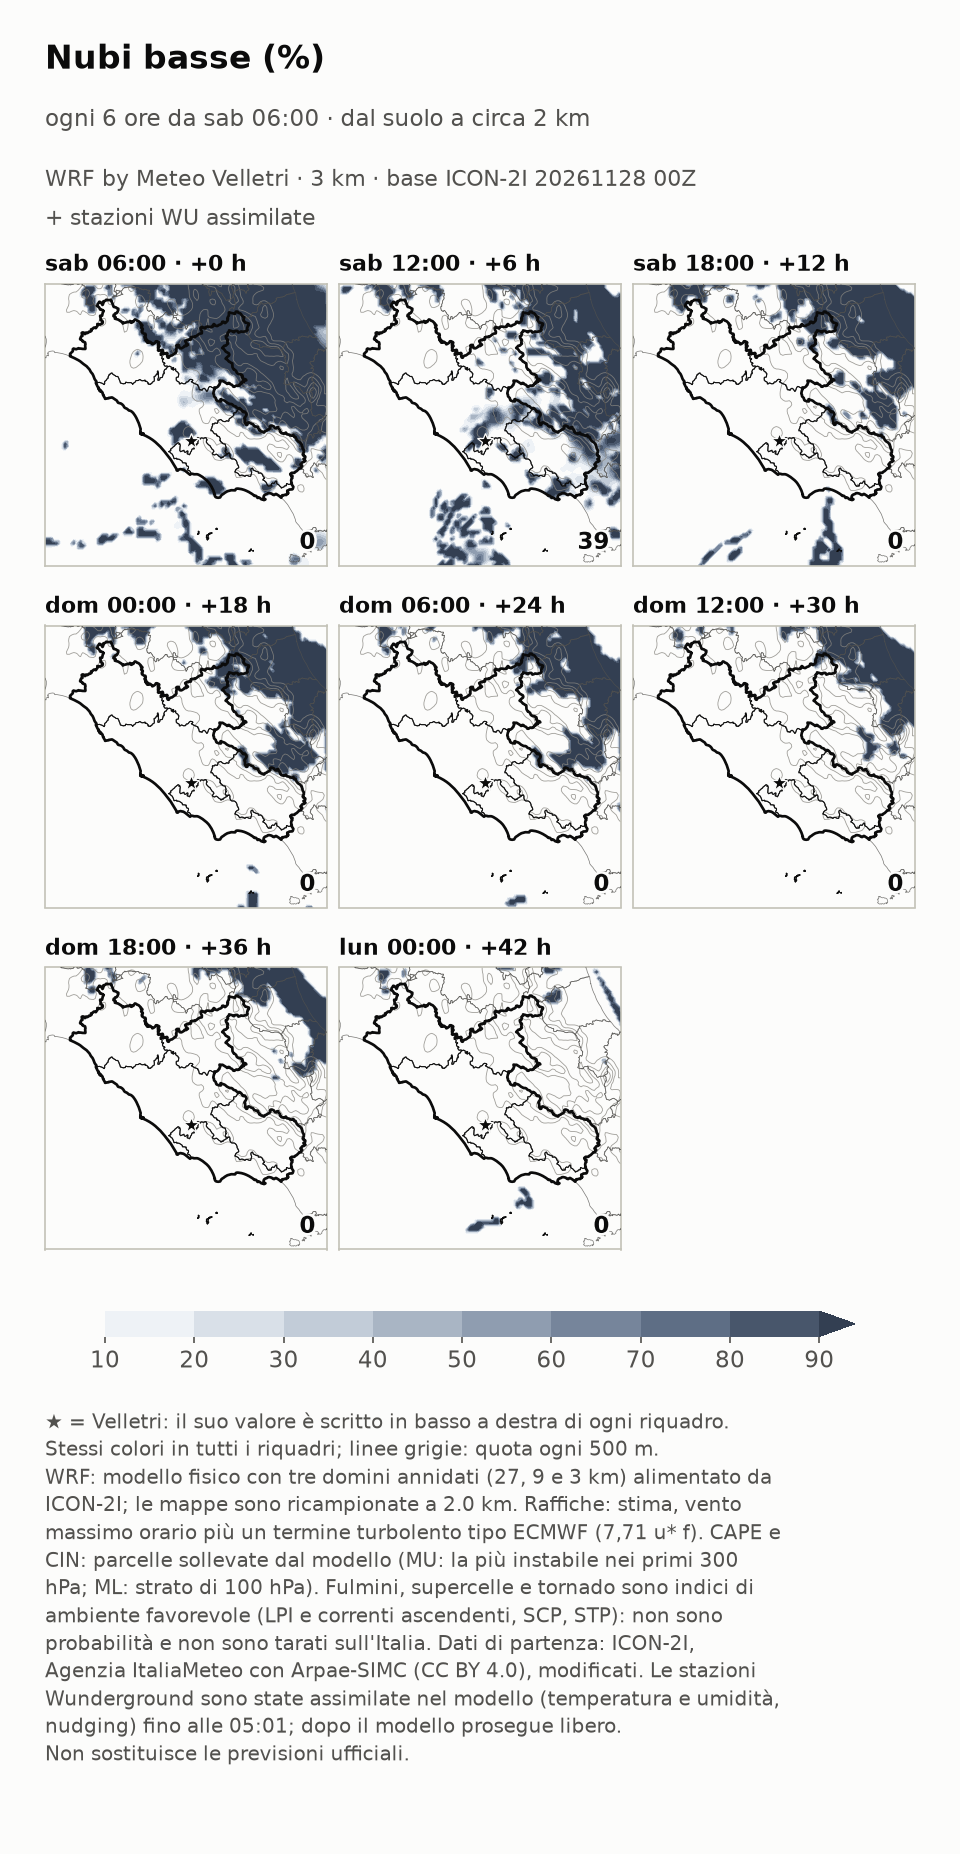 Nubi basse (%)
ogni 6 ore da sab 06:00 · dal suolo a circa 2 km
WRF by Meteo Velletri · 3 km · base ICON-2I 20261128 00Z
+ stazioni WU assimilate
sab 06:00 · +0 h
sab 12:00 · +6 h
sab 18:00 · +12 h
0
39
0
dom 00:00 · +18 h
dom 06:00 · +24 h
dom 12:00 · +30 h
0
0
0
dom 18:00 · +36 h
lun 00:00 · +42 h
0
0
10 20 30 40 50 60 70 80 90
★ = Velletri: il suo valore è scritto in basso a destra di ogni riquadro.
Stessi colori in tutti i riquadri; linee grigie: quota ogni 500 m.
WRF: modello fisico con tre domini annidati (27, 9 e 3 km) alimentato da
ICON-2I; le mappe sono ricampionate a 2.0 km. Raffiche: stima, vento
massimo orario più un termine turbolento tipo ECMWF (7,71 u* f). CAPE e
CIN: parcelle sollevate dal modello (MU: la più instabile nei primi 300
hPa; ML: strato di 100 hPa). Fulmini, supercelle e tornado sono indici di
ambiente favorevole (LPI e correnti ascendenti, SCP, STP): non sono
probabilità e non sono tarati sull'Italia. Dati di partenza: ICON-2I,
Agenzia ItaliaMeteo con Arpae-SIMC (CC BY 4.0), modificati. Le stazioni
Wunderground sono state assimilate nel modello (temperatura e umidità,
nudging) fino alle 05:01; dopo il modello prosegue libero.
Non sostituisce le previsioni ufficiali.